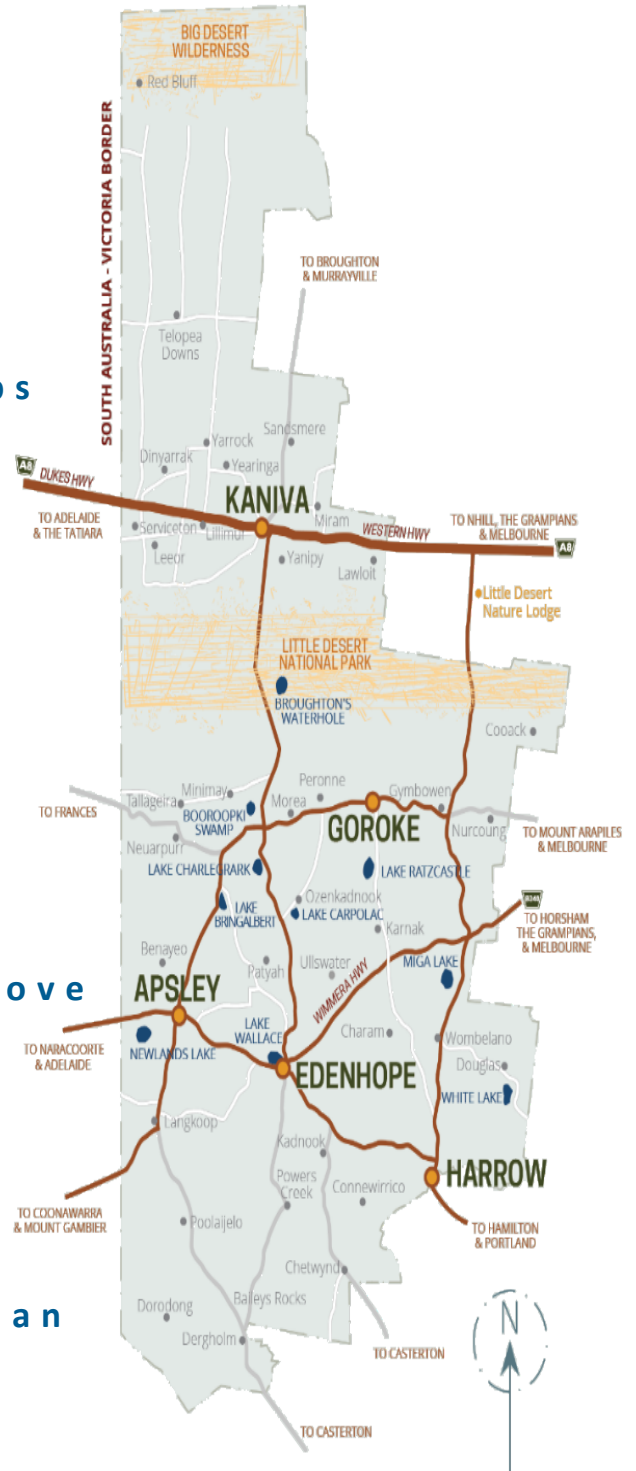 BIG DESERT
WILDERNESS
Red Bluff
SOUTH AUSTRALIA - VICTORIA BORDER
TO BROUGHTON
& MURRAYVILLE
Telopea
Downs
os
Sandsmere
Yarrock
Dinyarrak
Yearinga
A8
DUKES HWY
KANIVA
TO ADELAIDE
& THE TATIARA
Serviceton
Lillimur
Miram
WESTERN HWY
TO NHILL, THE GRAMPIANS
& MELBOURNE
A8
Leeor
Yanipy
Lawloit
Little Desert
Nature Lodge
LITTLE DESERT
NATIONAL PARK
BROUGHTON'S
WATERHOLE
Cooack
Peronne
Minimay
Tallageira
Gymbowen
TO FRANCES
BOOROOPKI
SWAMP
Morea
GOROKE
Nurcoung
TO MOUNT ARAPILES
& MELBOURNE
Neuarpurr
LAKE CHARLEGRARK
LAKE RATZCASTLE
Ozenkadnook
LAKE
BRINGALBERT
LAKE CARPOLAC
Karnak
TO HORSHAM
THE GRAMPIANS,
& MELBOURNE
Benayeo
Patyah
Ullswater
WIMMERA HWY
MIGA LAKE
ove
APSLEY
LAKE
WALLACE
Charam
Wombelano
TO NARACOORTE
& ADELAIDE
NEWLANDS LAKE
EDENHOPE
Douglas
WHITE LAKE
Langkoop
Kadnook
HARROW
Powers
Creek
Connewirrico
TO COONAWARRA
& MOUNT GAMBIER
Poolaijelo
TO HAMILTON
& PORTLAND
Chetwynd
Dorodong
Baileys Rocks
an
Dergholm
N
TO CASTERTON
TO CASTERTON